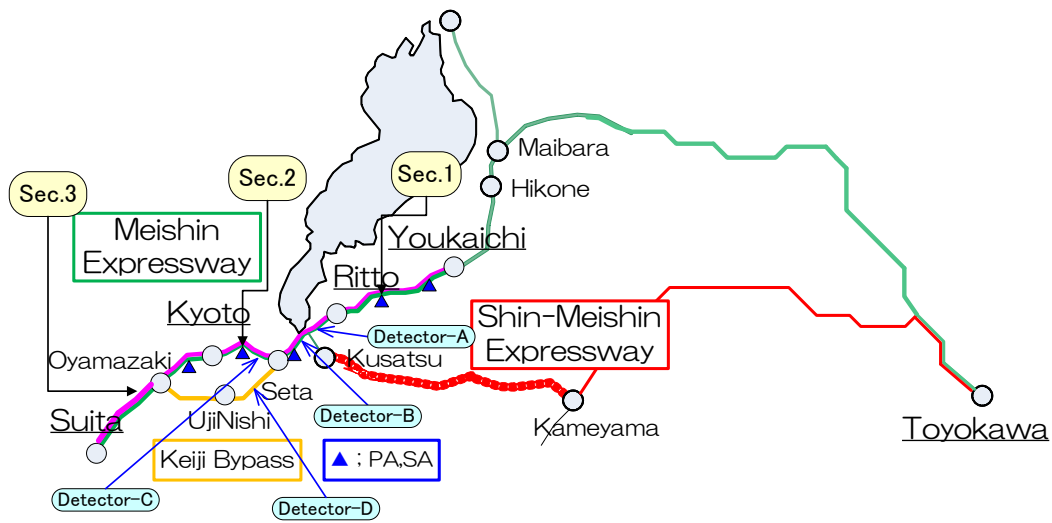 Maibara
Sec.2
Sec.1
Sec.3
Hikone
Meishin
Expressway
Youkaichi
Ritto
Kyoto
Shin-Meishin
Expressway
Detector-A
Oyamazaki
Kusatsu
Seta
UjiNishi
Detector-B
Suita
Kameyama
Toyokawa
Keiji Bypass
▲ ; PA,SA
Detector-C
Detector-D